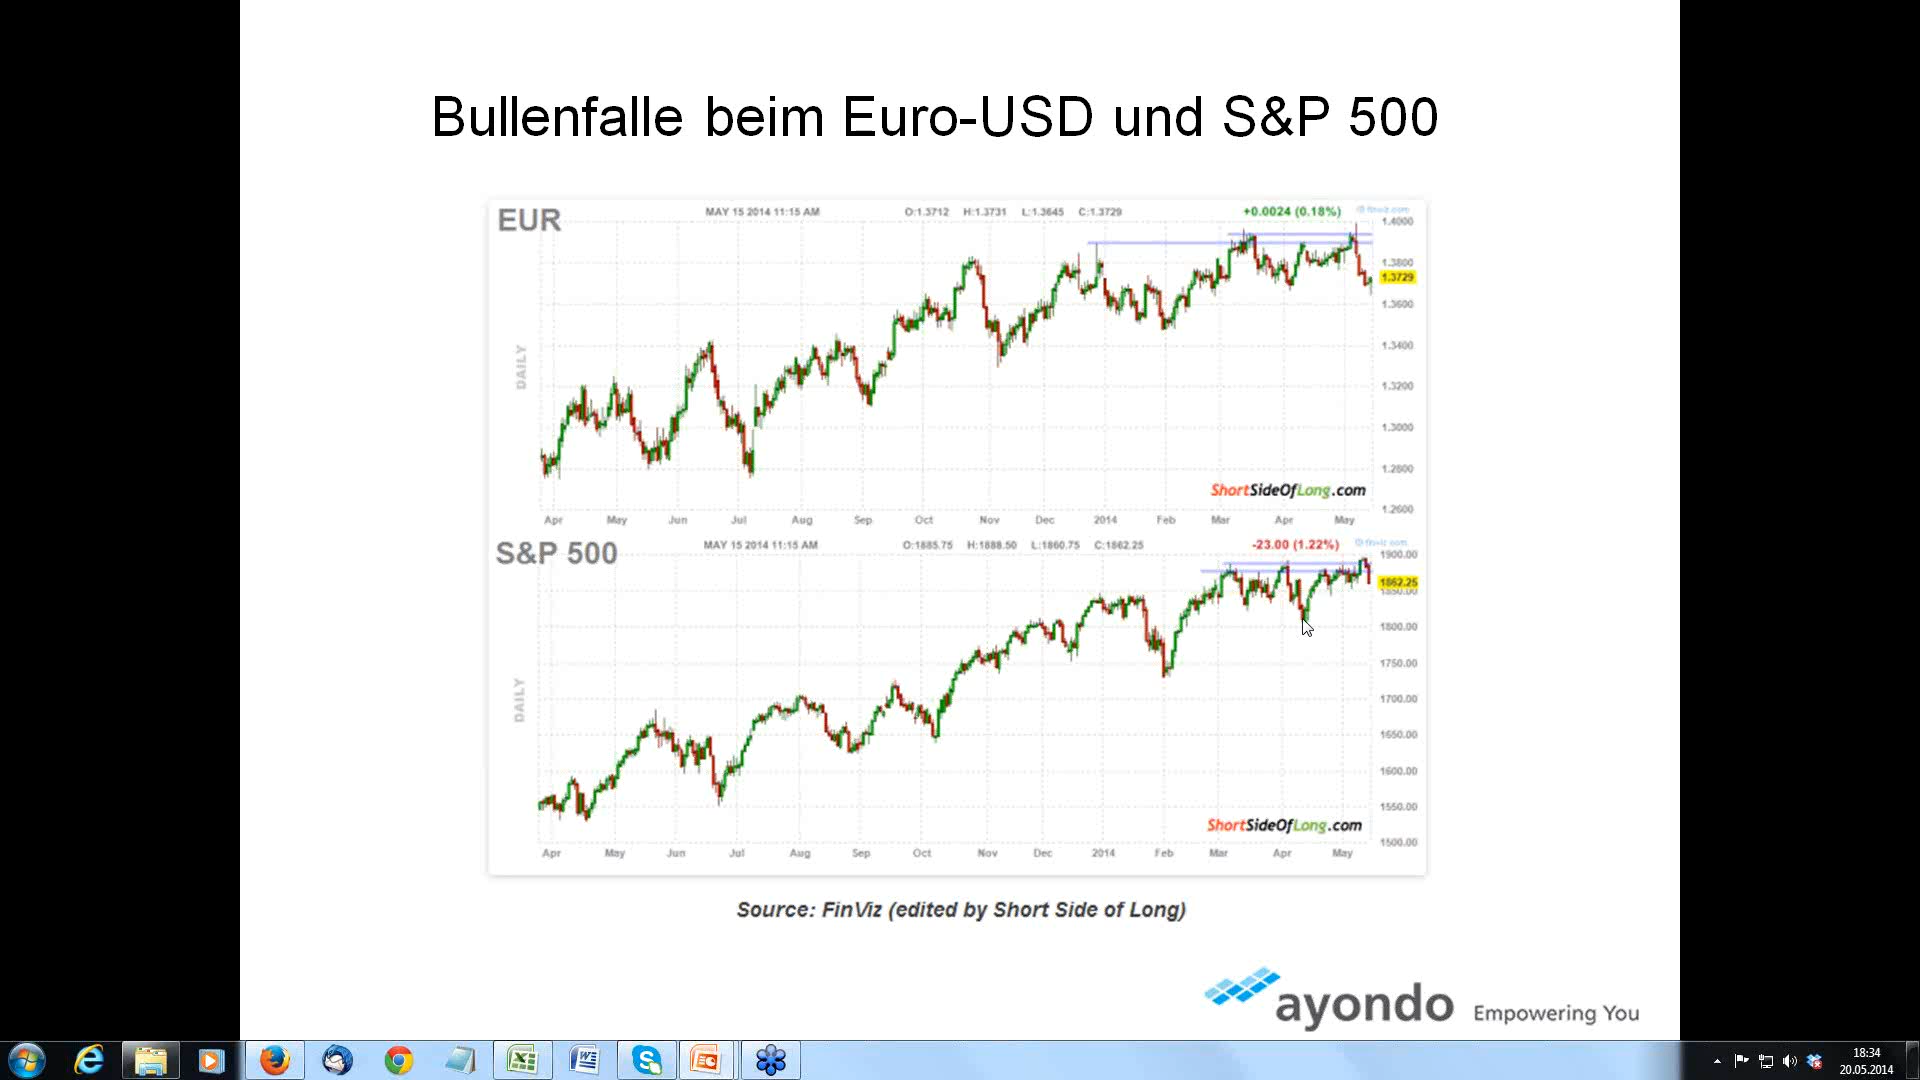 Bullenfalle beim Euro-USD und S&P 500
EUR
MAY 15 2014 11:15 AM
O:1.3712 H:1.3731 L:1.3645 C:1.3729
+0.0024 (0.18%)
finviz.com
1.4000
1.3800
1.3729
1.3600
1.3400
1.3200
1.3000
1.2800
1.2600
DAILY
ShortSideOfLong.com
Apr May Jun Jul Aug Sep Oct Nov Dec 2014 Feb Mar Apr May
S&P 500
MAY 15 2014 11:15 AM
O:1885.75 H:1888.50 L:1860.75 C:1862.25
-23.00 (1.22%)
finviz.com
1900.00
1862.25
1850.00
1800.00
1750.00
1700.00
1650.00
1600.00
1550.00
1500.00
DAILY
ShortSideOfLong.com
Apr May Jun Jul Aug Sep Oct Nov Dec 2014 Feb Mar Apr May
Source: FinViz (edited by Short Side of Long)
ayondo Empowering You
18:34
20.05.2014